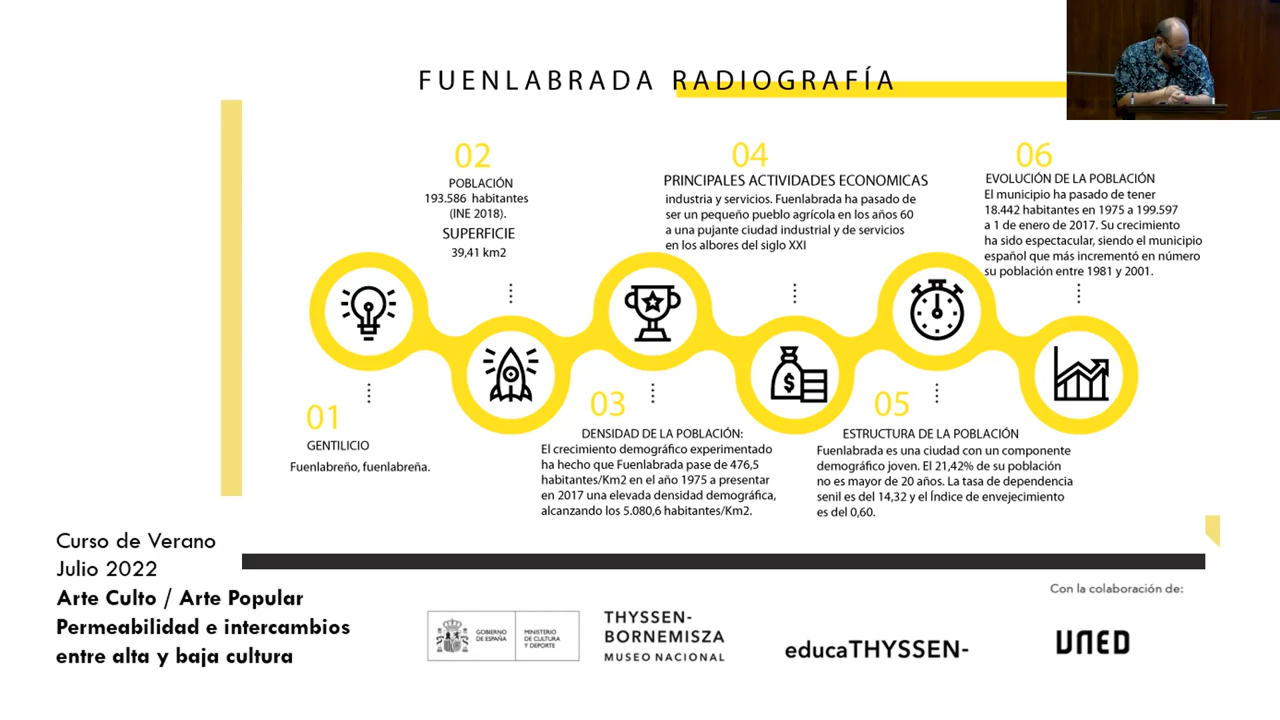 FUENLABRADA RADIOGRAFÍA
01
GENTILICIO
Fuenlabreño, fuenlabreña.
02
POBLACIÓN
193.586 habitantes
(INE 2018).
SUPERFICIE
39,41 km2
03
DENSIDAD DE LA POBLACIÓN:
El crecimiento demográfico experimentado
ha hecho que Fuenlabrada pase de 476,5
habitantes/Km2 en el año 1975 a presentar
en 2017 una elevada densidad demográfica,
alcanzando los 5.080,6 habitantes/Km2.
04
PRINCIPALES ACTIVIDADES ECONOMICAS
industria y servicios. Fuenlabrada ha pasado de
ser un pequeño pueblo agrícola en los años 60
a una pujante ciudad industrial y de servicios
en los albores del siglo XXI
05
ESTRUCTURA DE LA POBLACIÓN
Fuenlabrada es una ciudad con un componente
demográfico joven. El 21,42% de su población
no es mayor de 20 años. La tasa de dependencia
senil es del 14,32 y el Índice de envejecimiento
es del 0,60.
06
EVOLUCIÓN DE LA POBLACIÓN
El municipio ha pasado de tener
18.442 habitantes en 1975 a 199.597
a 1 de enero de 2017. Su crecimiento
ha sido espectacular, siendo el municipio
español que más incrementó en número
su población entre 1981 y 2001.
$
Curso de Verano
Julio 2022
Arte Culto / Arte Popular
Permeabilidad e intercambios
entre alta y baja cultura
GOBIERNO
DE ESPAÑA
MINISTERIO
DE CULTURA
Y DEPORTE
THYSSEN-
BORNEMISZA
MUSEO NACIONAL
educaTHYSSEN-
Con la colaboración de:
UNED